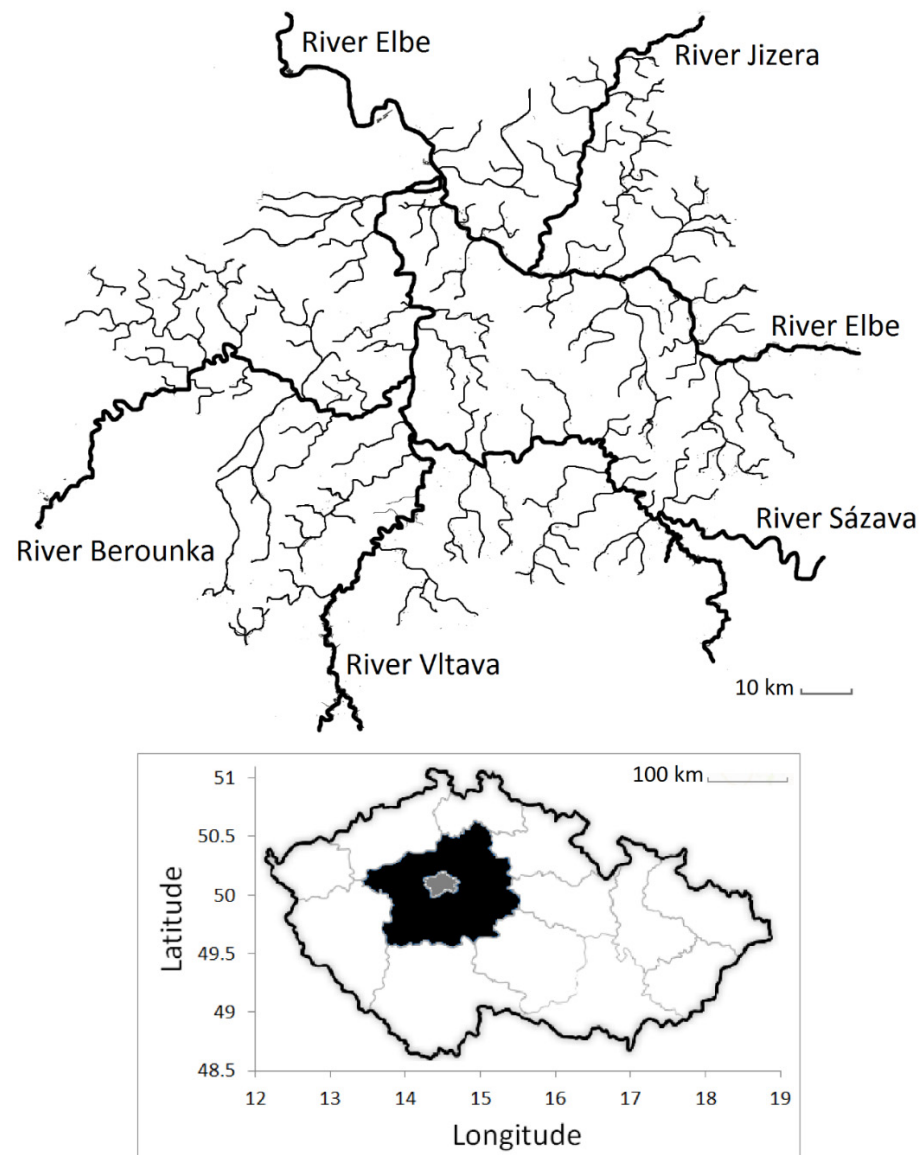 River Elbe
River Jizera
River Elbe
River Sázava
River Berounka
River Vltava
10 km
100 km
51
50.5
50
49.5
49
48.5
Latitude
12 13 14 15 16 17 18 19
Longitude